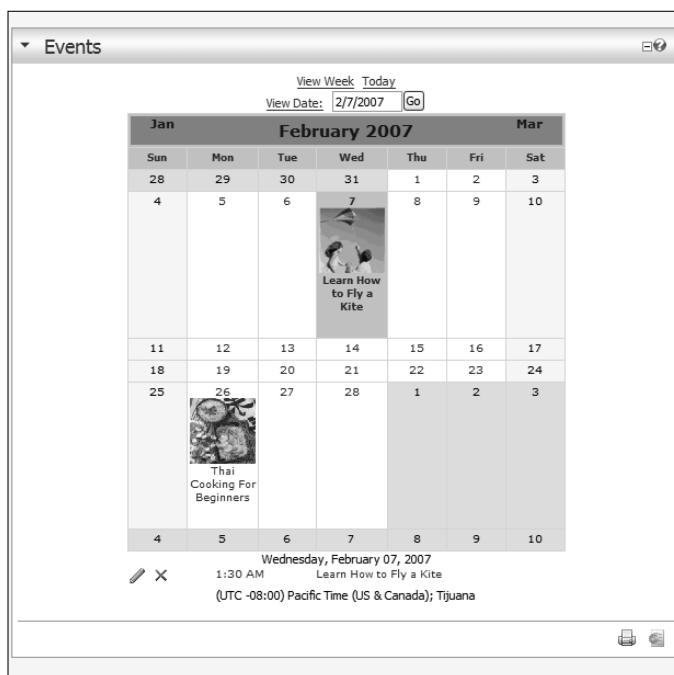 Events
View Week Today
View Date: 2/7/2007 Go
Jan February 2007 Mar
Sun Mon Tue Wed Thu Fri Sat
28 29 30 31 1 2 3
4 5 6 7 8 9 10
Learn How
to Fly a
Kite
11 12 13 14 15 16 17
18 19 20 21 22 23 24
25 26 27 28 1 2 3
Thai
Cooking For
Beginners
4 5 6 7 8 9 10
Wednesday, February 07, 2007
1:30 AM Learn How to Fly a Kite
(UTC -08:00) Pacific Time (US & Canada); Tijuana